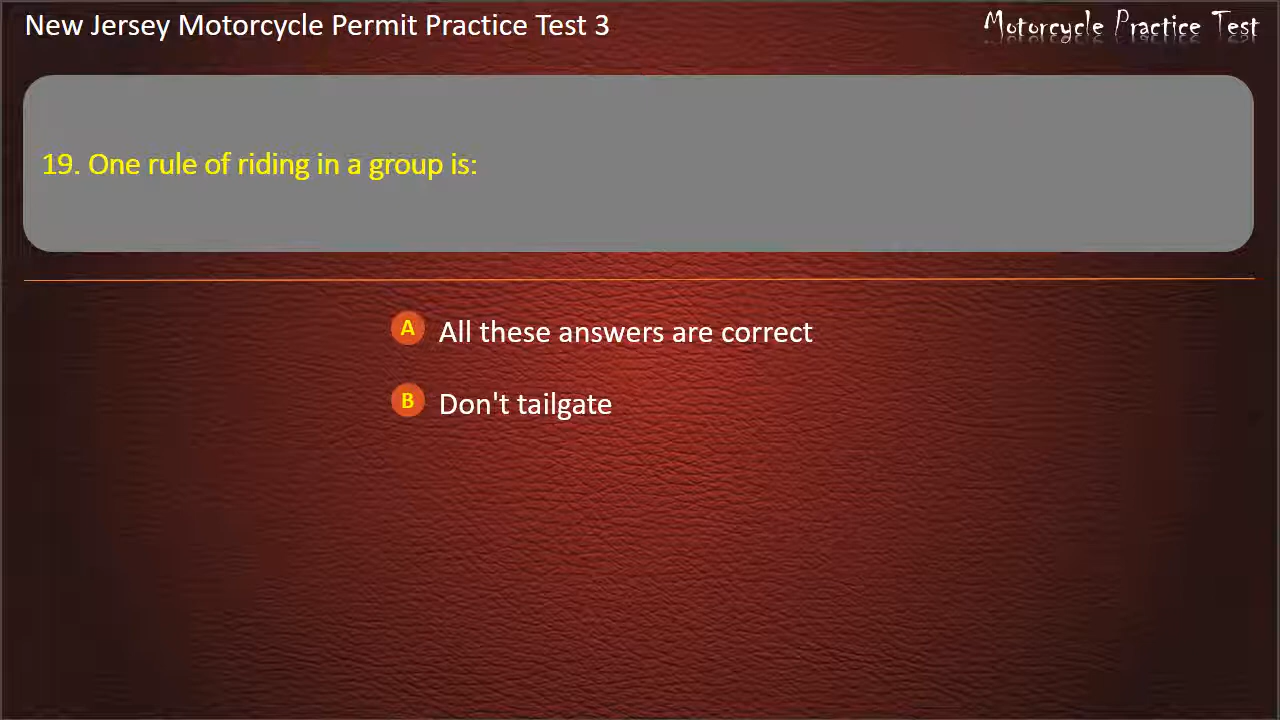 New Jersey Motorcycle Permit Practice Test 3
Motorcycle Practice Test
19. One rule of riding in a group is:
A All these answers are correct
B Don't tailgate